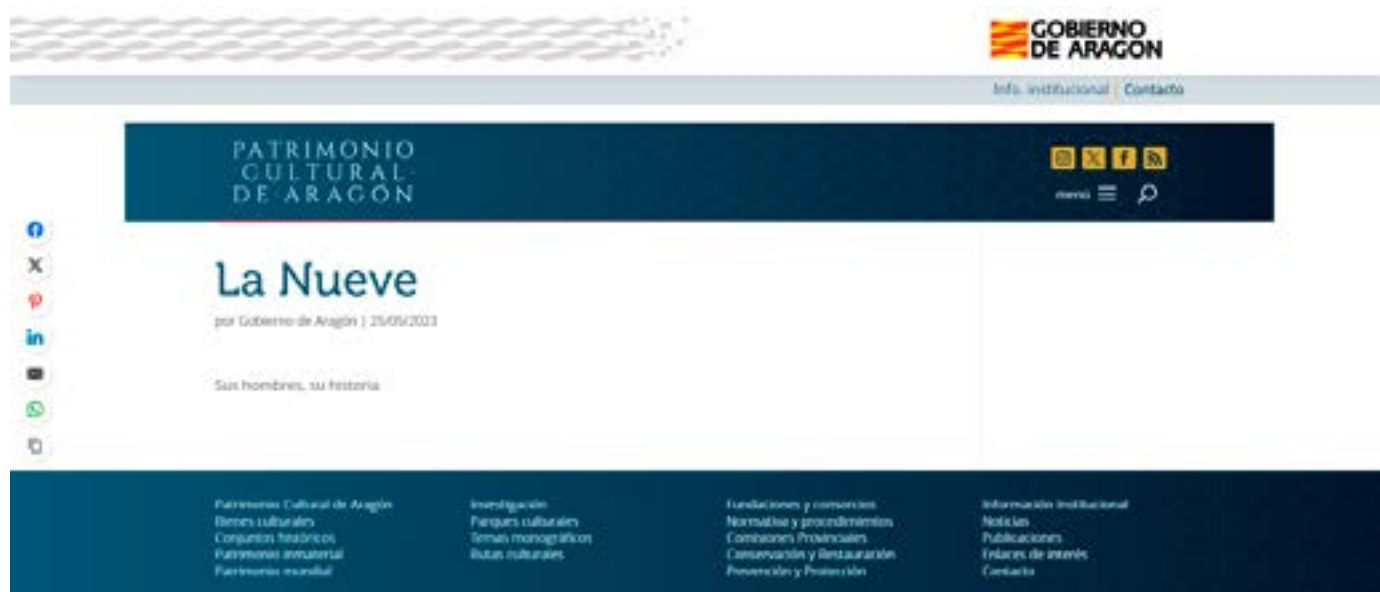 GOBIERNO
DE ARAGON
Info. institucional | Contacto
PATRIMONIO
CULTURAL
DE ARAGÓN
menú
La Nueve
por Gobierno de Aragón | 25/05/2023
Sus hombres, su historia
Patrimonio Cultural de Aragón
Bienes culturales
Conjuntos históricos
Patrimonio inmaterial
Patrimonio mundial
Investigación
Parques culturales
Temas monográficos
Rutas culturales
Fundaciones y consorcios
Normativa y procedimientos
Comisiones Provinciales
Conservación y Restauración
Prevención y Protección
Información Institucional
Noticias
Publicaciones
Enlaces de interés
Contacto